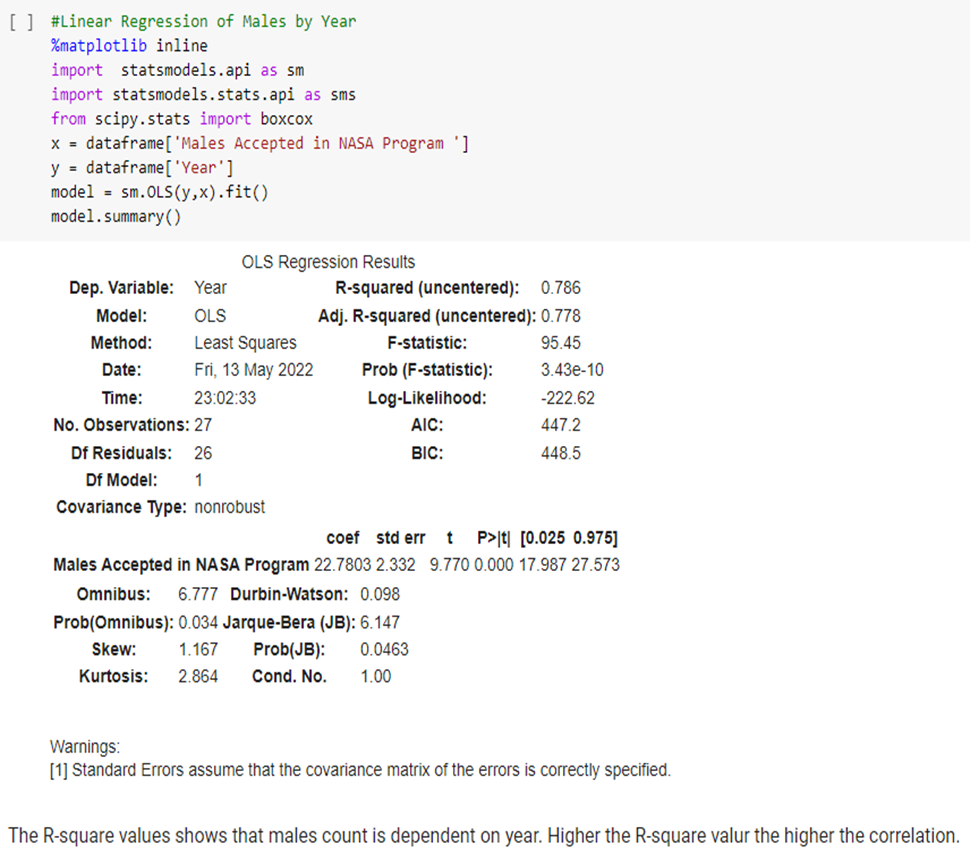 [ ] #Linear Regression of Males by Year
%matplotlib inline
import  statsmodels.api as sm
import statsmodels.stats.api as sms
from scipy.stats import boxcox
x = dataframe['Males Accepted in NASA Program ']
y = dataframe['Year']
model = sm.OLS(y,x).fit()
model.summary()
OLS Regression Results
Dep. Variable: Year R-squared (uncentered): 0.786
Model: OLS Adj. R-squared (uncentered): 0.778
Method: Least Squares F-statistic: 95.45
Date: Fri, 13 May 2022 Prob (F-statistic): 3.43e-10
Time: 23:02:33 Log-Likelihood: -222.62
No. Observations: 27 AIC: 447.2
Df Residuals: 26 BIC: 448.5
Df Model: 1
Covariance Type: nonrobust
coef std err t P>|t| [0.025 0.975]
Males Accepted in NASA Program 22.7803 2.332 9.770 0.000 17.987 27.573
Omnibus: 6.777 Durbin-Watson: 0.098
Prob(Omnibus): 0.034 Jarque-Bera (JB): 6.147
Skew: 1.167 Prob(JB): 0.0463
Kurtosis: 2.864 Cond. No. 1.00
Warnings:
[1] Standard Errors assume that the covariance matrix of the errors is correctly specified.
The R-square values shows that males count is dependent on year. Higher the R-square valur the higher the correlation.